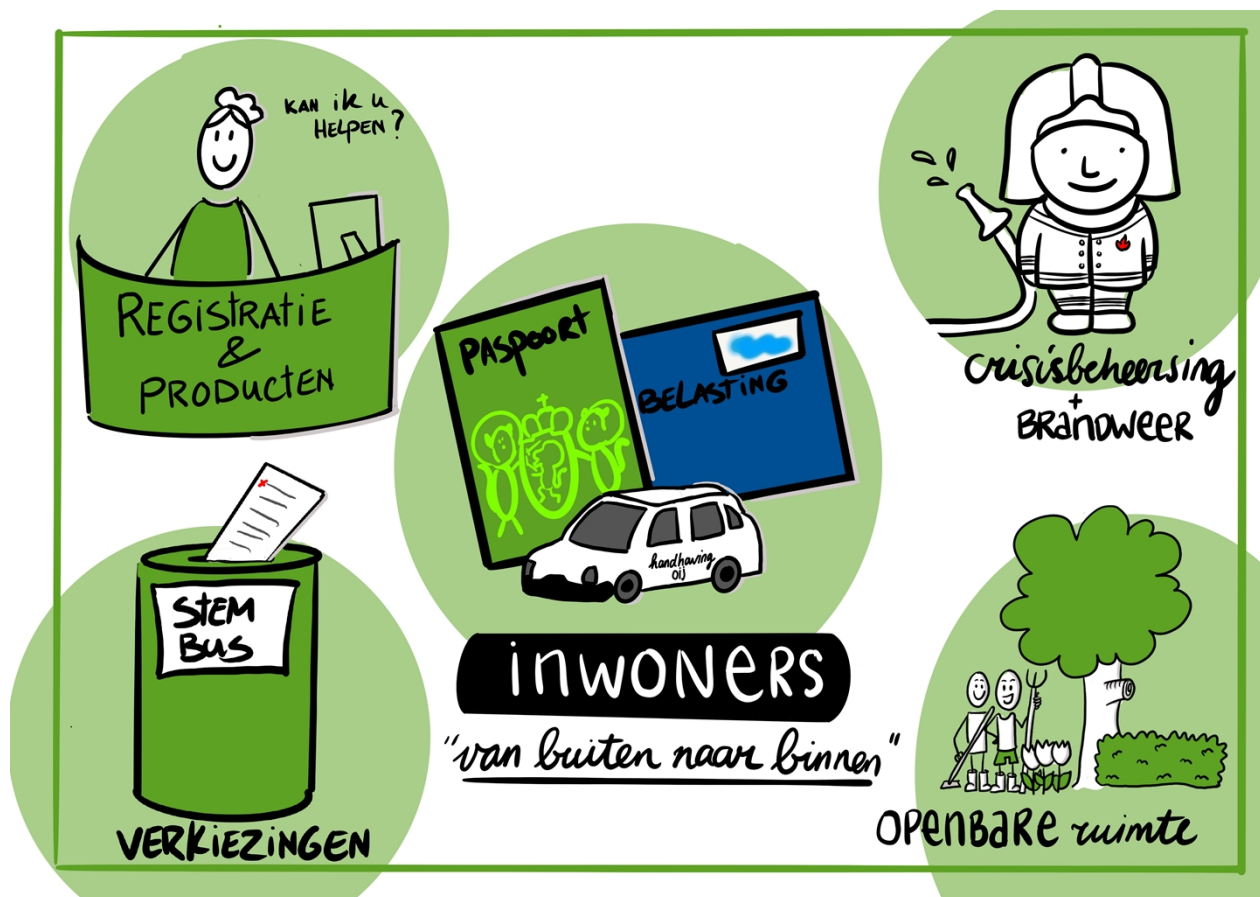 KAN ik u
HELPEN?
REGISTRATIE
&
PRODUCTEN
PASPOORT
BELASTING
handhaving
OIJ
crisisbeheersing
+
BRANDWEER
STEM
BUS
VERKIEZINGEN
iNWONERS
"van buiten naar binnen"
OPENBARE ruimte